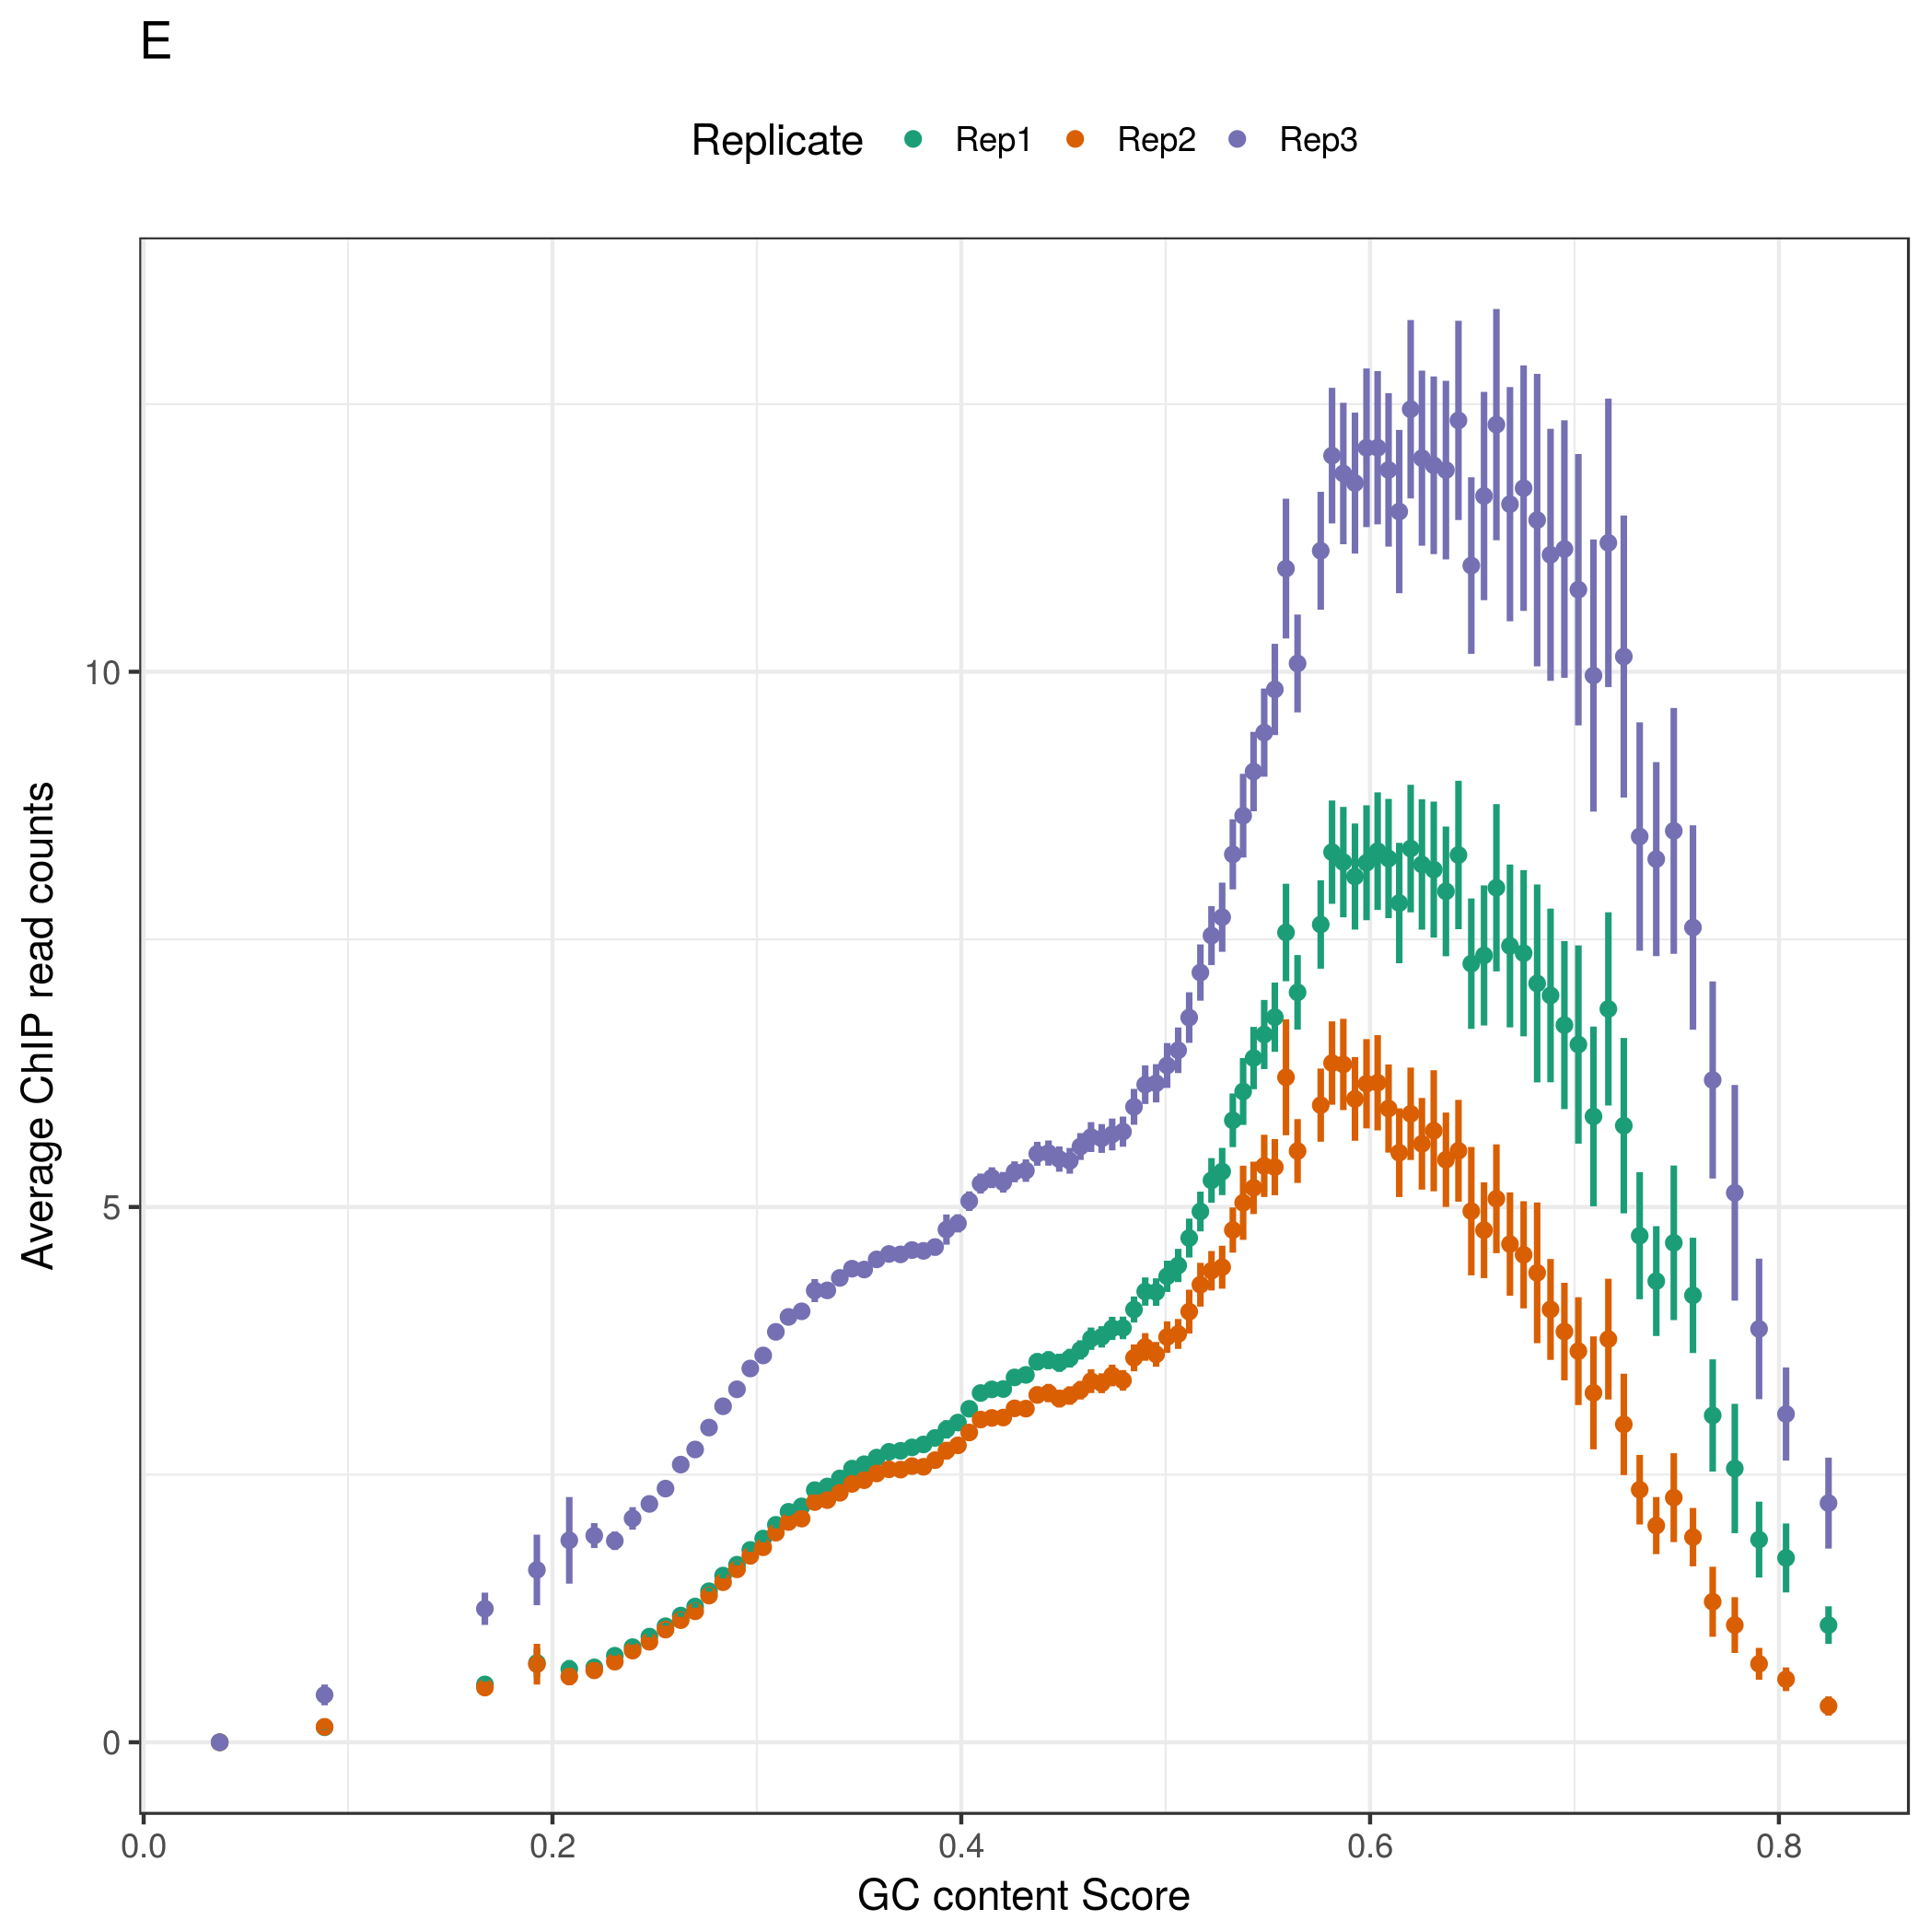 E
Replicate Rep1 Rep2 Rep3
Average ChIP read counts
10
5
0
0.0 0.2 0.4 0.6 0.8
GC content Score